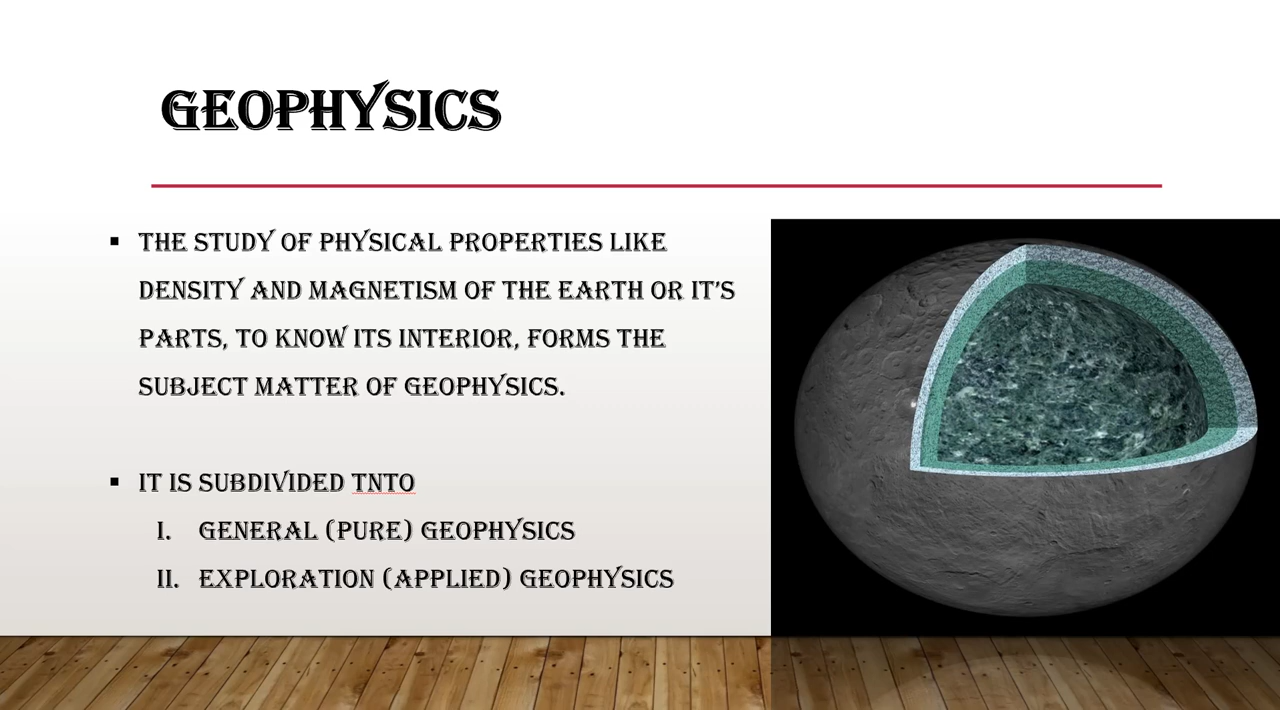 GEOPHYSICS
▪ THE STUDY OF PHYSICAL PROPERTIES LIKE
DENSITY AND MAGNETISM OF THE EARTH OR IT'S
PARTS, TO KNOW ITS INTERIOR, FORMS THE
SUBJECT MATTER OF GEOPHYSICS.
▪ IT IS SUBDIVIDED TNTO
I. GENERAL (PURE) GEOPHYSICS
II. EXPLORATION (APPLIED) GEOPHYSICS